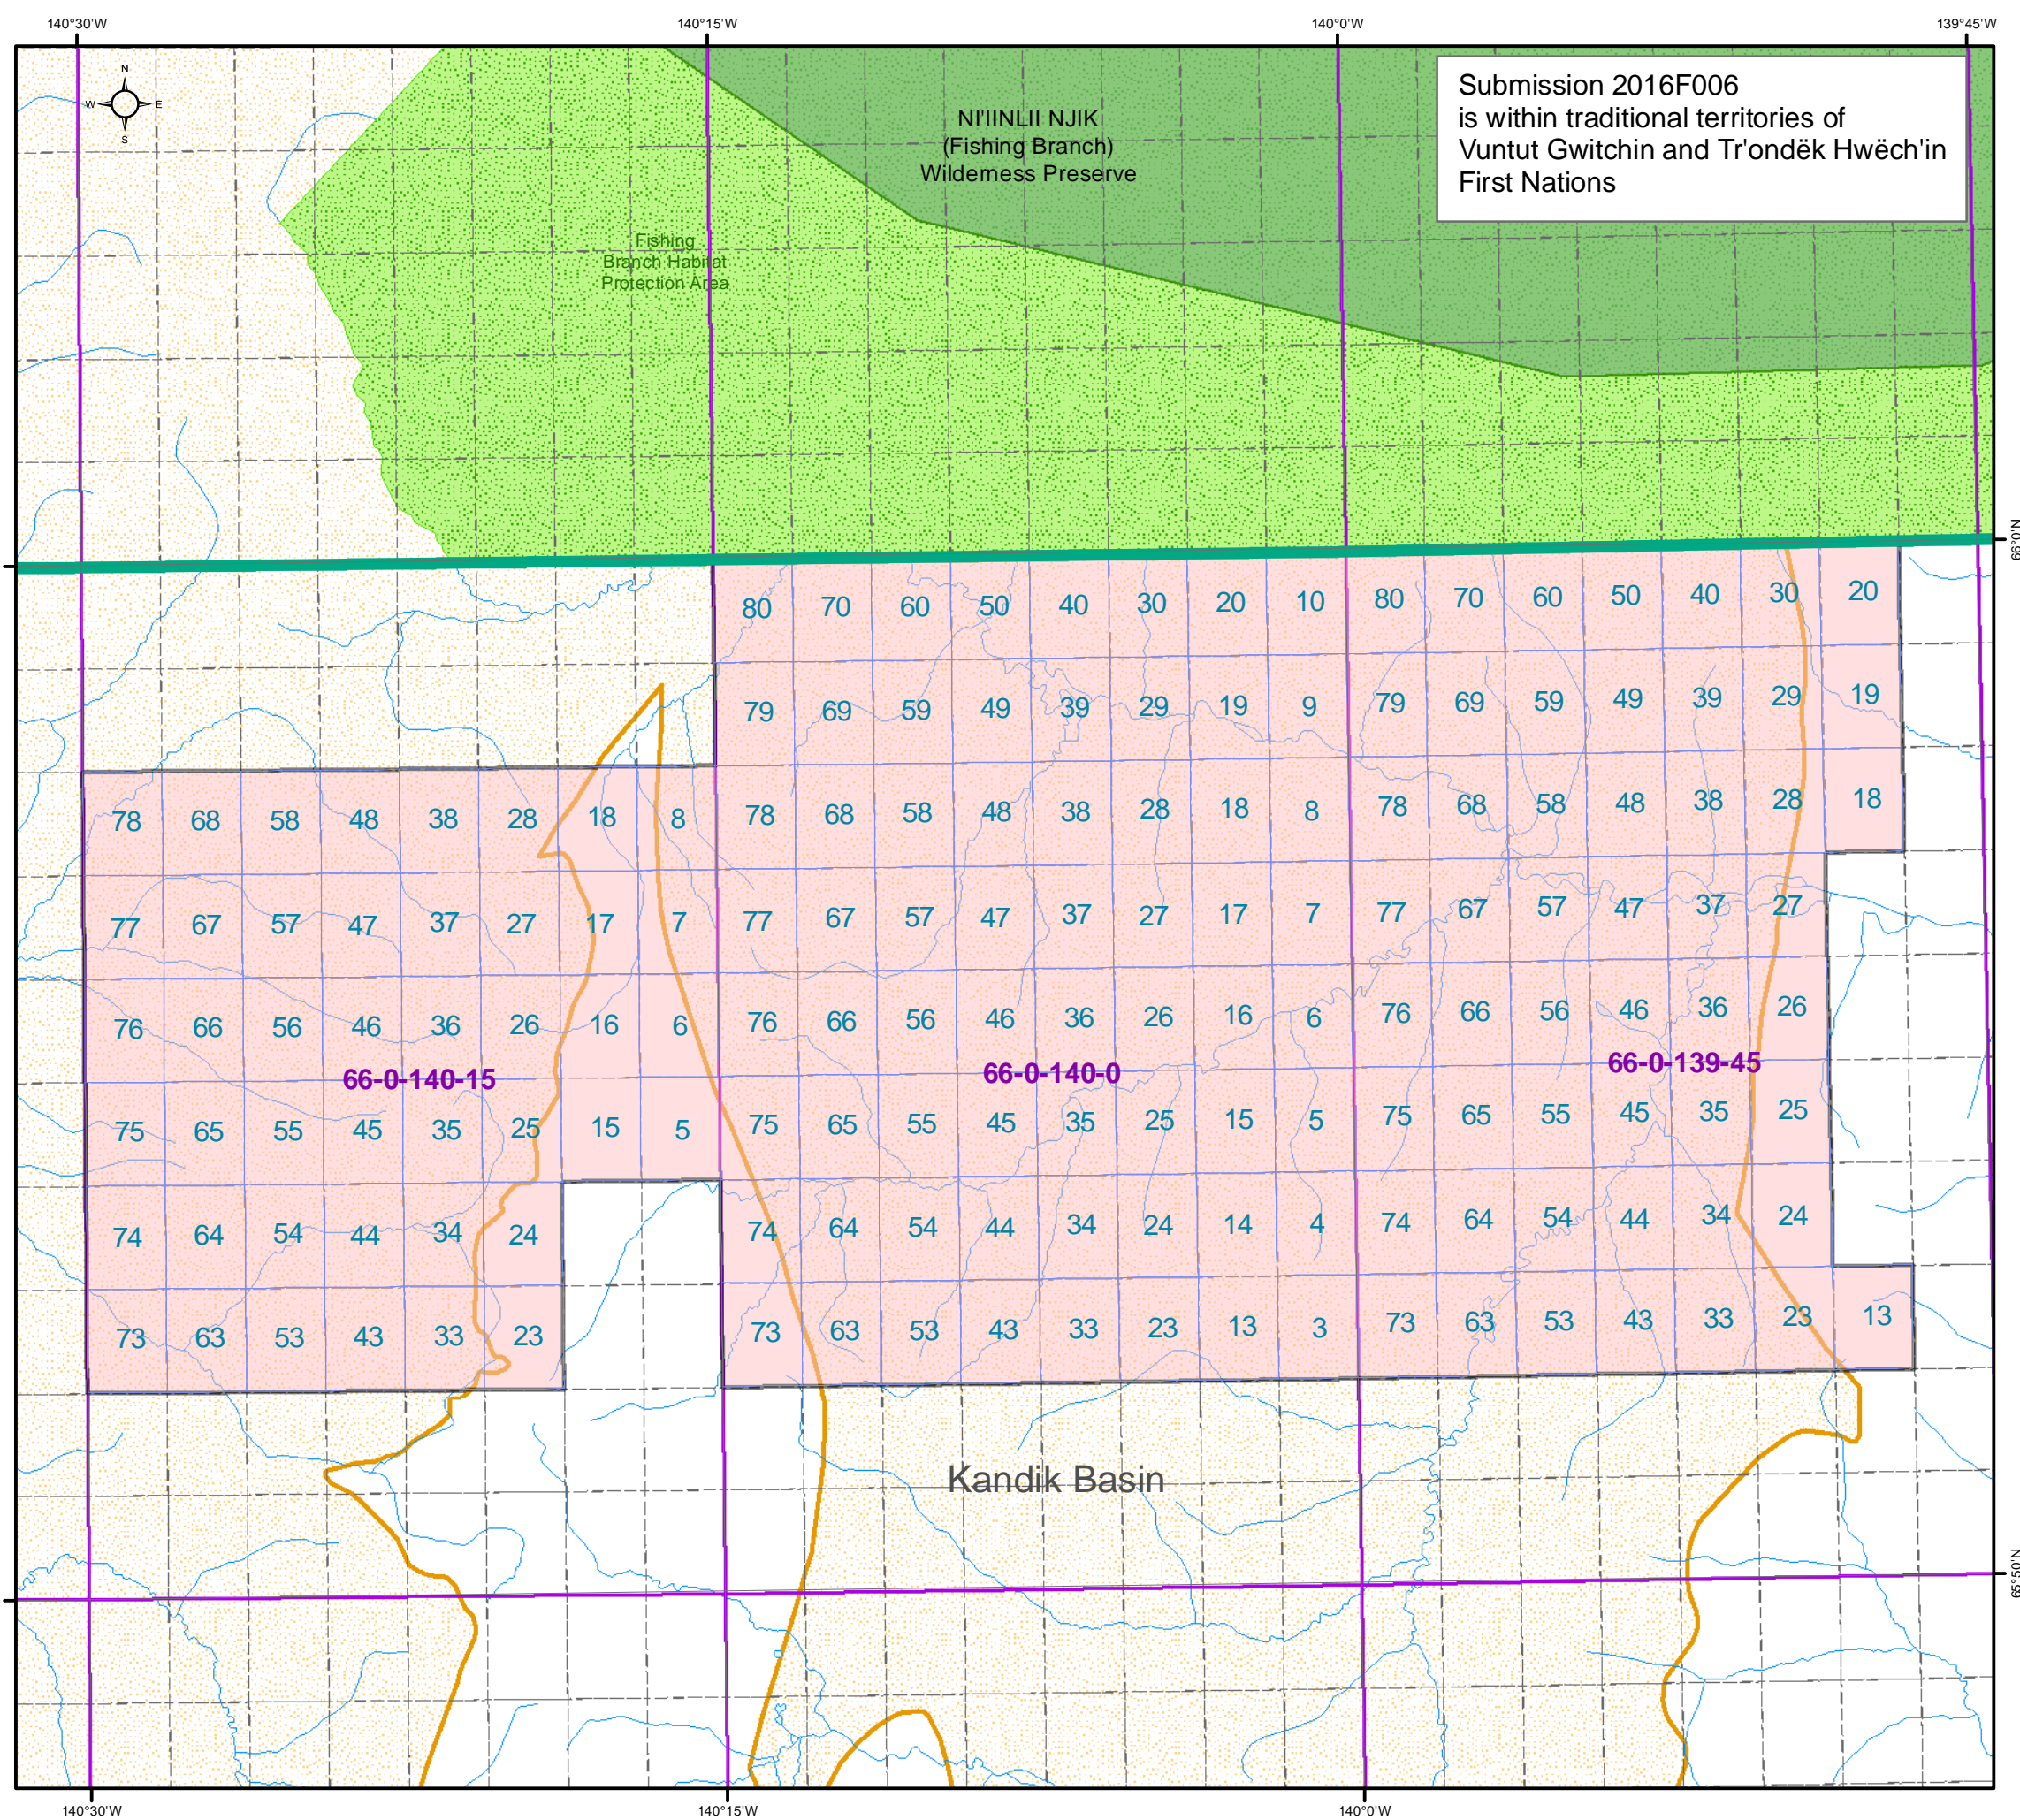 140°30'W 140°15'W 140°0'W 139°45'W
N
W E
S
NI'IINLII NJIK
(Fishing Branch)
Wilderness Preserve
Submission 2016F006
is within traditional territories of
Vuntut Gwitchin and Tr'ondëk Hwëch'in
First Nations
Fishing
Branch Habitat
Protection Area
66°0'N
80 70 60 50 40 30 20 10 80 70 60 50 40 30 20
79 69 59 49 39 29 19 9 79 69 59 49 39 29 19
78 68 58 48 38 28 18 8 78 68 58 48 38 28 18 8 78 68 58 48 38 28 18
77 67 57 47 37 27 17 7 77 67 57 47 37 27 17 7 77 67 57 47 37 27
76 66 56 46 36 26 16 6 76 66 56 46 36 26 16 6 76 66 56 46 36 26
66-0-140-15 66-0-140-0 66-0-139-45
75 65 55 45 35 25 15 5 75 65 55 45 35 25 15 5 75 65 55 45 35 25
74 64 54 44 34 24 74 64 54 44 34 24 14 4 74 64 54 44 34 24
73 63 53 43 33 23 73 63 53 43 33 23 13 3 73 63 53 43 33 23 13
Kandik Basin
65°50'N
140°30'W 140°15'W 140°0'W